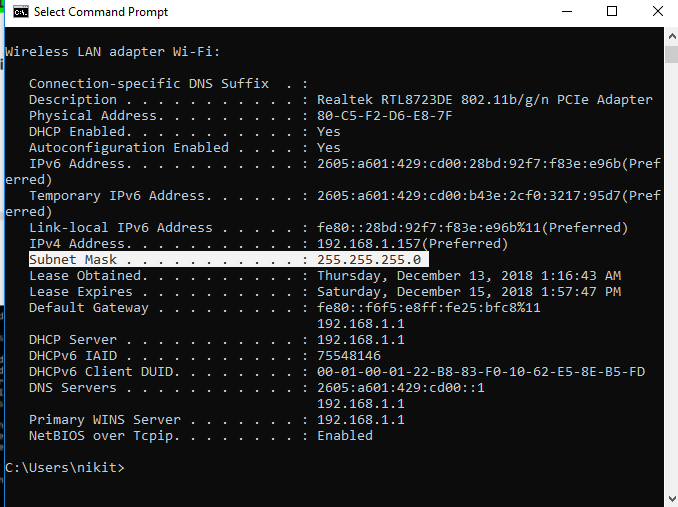 Select Command Prompt
Wireless LAN adapter Wi-Fi:
Connection-specific DNS Suffix  . :
Description . . . . . . . . . . . : Realtek RTL8723DE 802.11b/g/n PCIe Adapter
Physical Address. . . . . . . . . : 80-C5-F2-D6-E8-7F
DHCP Enabled. . . . . . . . . . . : Yes
Autoconfiguration Enabled . . . . : Yes
IPv6 Address. . . . . . . . . . . : 2605:a601:429:cd00:28bd:92f7:f83e:e96b(Pref
erred)
Temporary IPv6 Address. . . . . . : 2605:a601:429:cd00:b43e:2cf0:3217:95d7(Pref
erred)
Link-local IPv6 Address . . . . . : fe80::28bd:92f7:f83e:e96b%11(Preferred)
IPv4 Address. . . . . . . . . . . : 192.168.1.157(Preferred)
Subnet Mask . . . . . . . . . . . : 255.255.255.0
Lease Obtained. . . . . . . . . . : Thursday, December 13, 2018 1:16:43 AM
Lease Expires . . . . . . . . . . : Saturday, December 15, 2018 1:57:47 PM
Default Gateway . . . . . . . . . : fe80::f6f5:e8ff:fe25:bfc8%11
192.168.1.1
DHCP Server . . . . . . . . . . . : 192.168.1.1
DHCPv6 IAID . . . . . . . . . . . : 75548146
DHCPv6 Client DUID. . . . . . . . : 00-01-00-01-22-B8-83-F0-10-62-E5-8E-B5-FD
DNS Servers . . . . . . . . . . . : 2605:a601:429:cd00::1
192.168.1.1
Primary WINS Server . . . . . . . : 192.168.1.1
NetBIOS over Tcpip. . . . . . . . : Enabled
C:\Users\nikit>